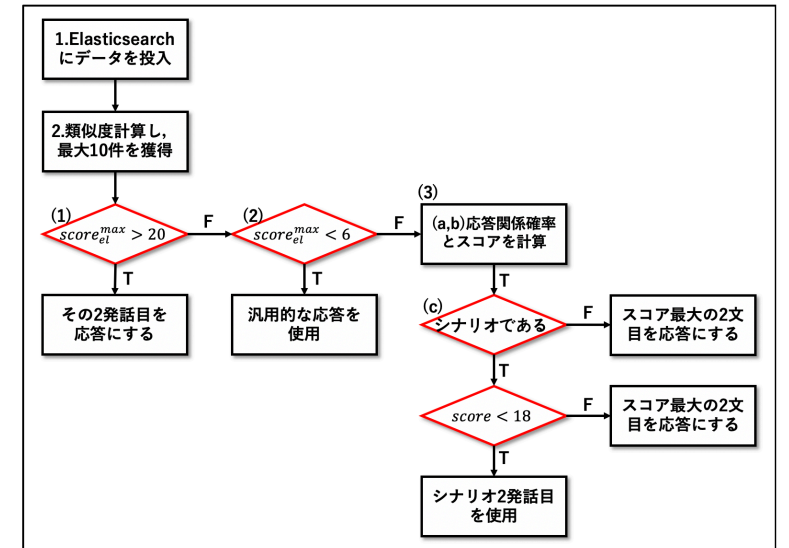 1.Elasticsearch
にデータを投入
2.類似度計算し,
最大10件を獲得
(1)
score_{el}^{max} > 20
F
(2)
score_{el}^{max} < 6
F
(3)
(a,b)応答関係確率
とスコアを計算
T
その2発話目を
応答にする
T
汎用的な応答を
使用
T
(c)
シナリオである
F
スコア最大の2文
目を応答にする
T
score < 18
F
スコア最大の2文
目を応答にする
T
シナリオ2発話目
を使用